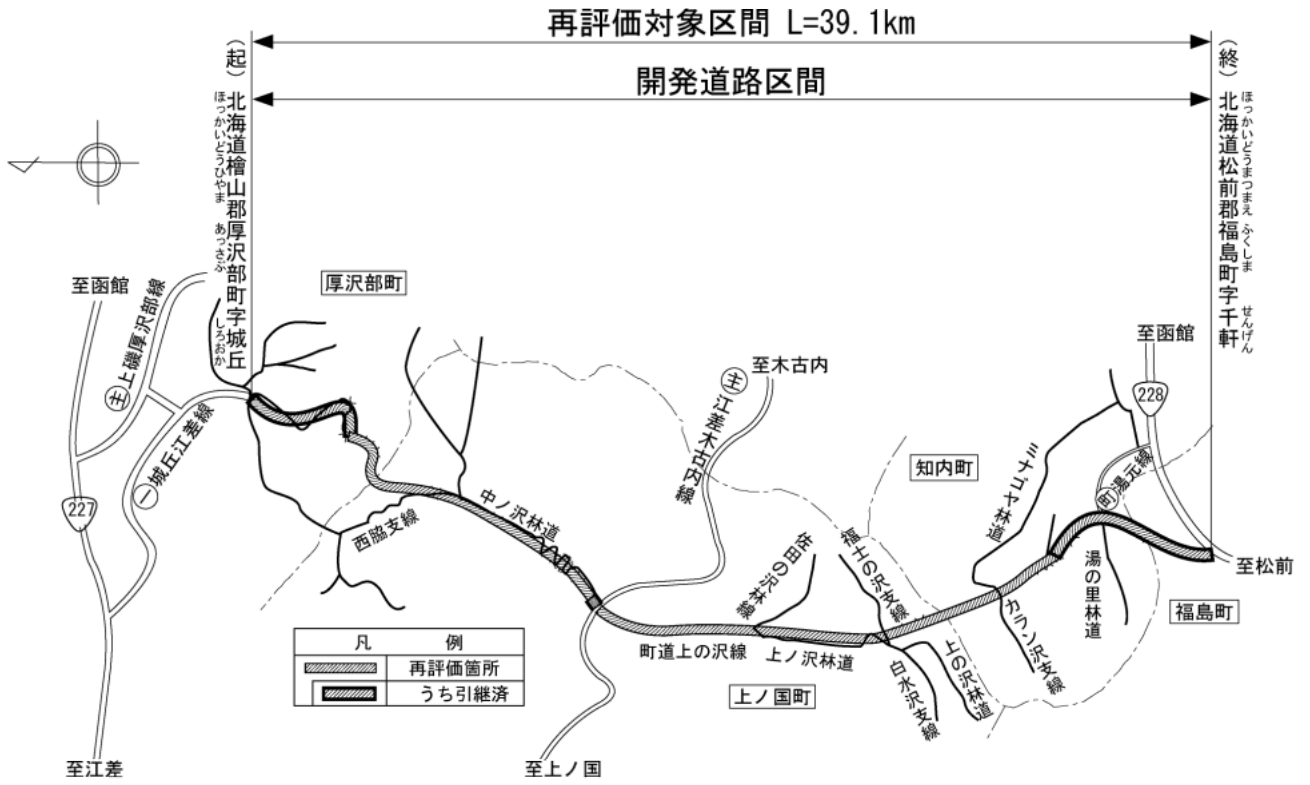 再評価対象区間 L=39.1km
開発道路区間
(起)北海道檜山郡厚沢部町字城丘
ほっかいどうひやま あっさぶ しろおか
(終)北海道松前郡福島町字千軒
ほっかいどうまつまえ ふくしま せんげん
至函館
主上磯厚沢部線
一城丘江差線
227
至江差
厚沢部町
西脇支線
中ノ沢林道
至木古内
主江差木古内線
至上ノ国
町道上の沢線
佐田の沢林線
上ノ沢林道
上ノ国町
福士の沢支線
白水沢支線
上の沢林道
知内町
ミナゴヤ林道
カラン沢支線
至函館
228
町湯元線
湯の里林道
至松前
福島町
凡 例
再評価箇所
うち引継済